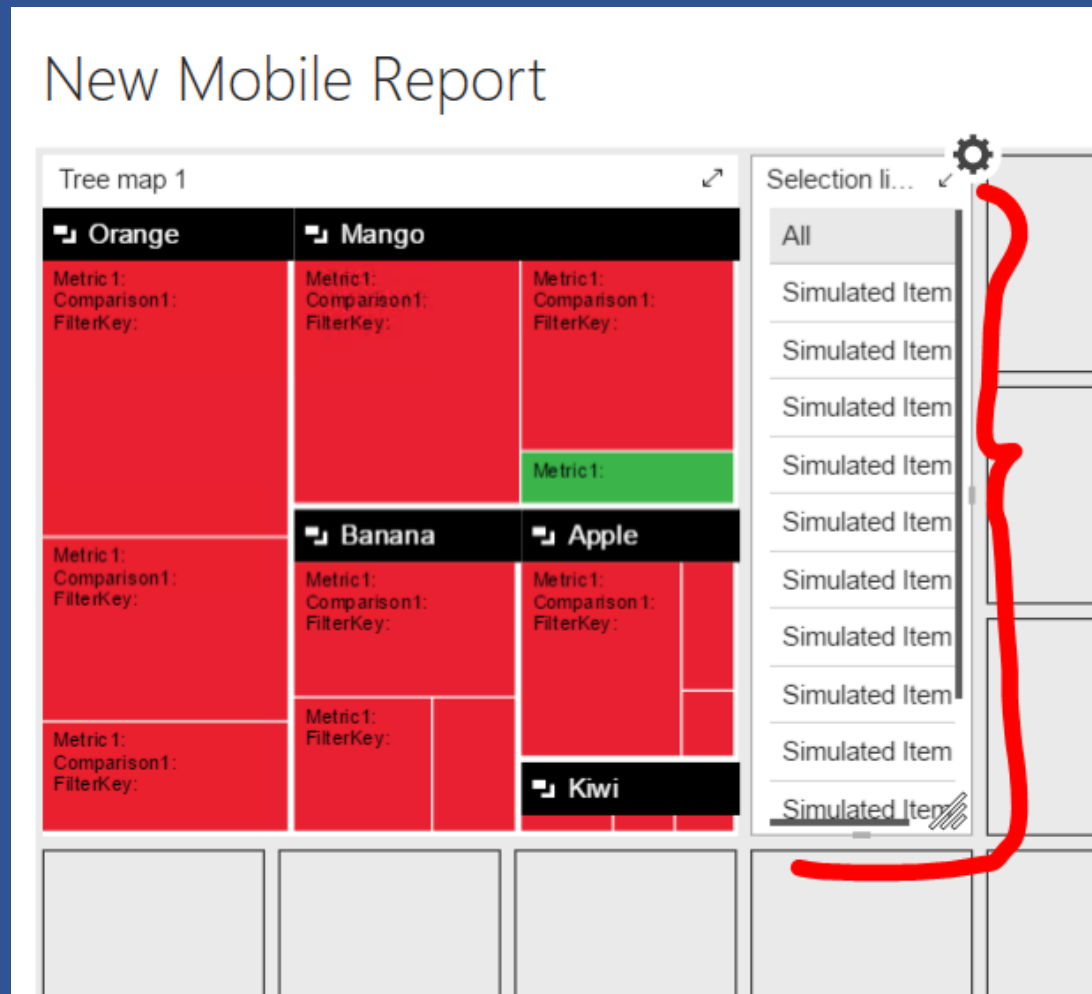 New Mobile Report
Tree map 1
Selection li...
Orange
Mango
All
Metric1:
Comparison1:
FilterKey:
Metric1:
Comparison1:
FilterKey:
Metric1:
Comparison1:
FilterKey:
Simulated Item
Simulated Item
Simulated Item
Simulated Item
Metric1:
Simulated Item
Banana
Apple
Metric1:
Comparison1:
FilterKey:
Metric1:
Comparison1:
FilterKey:
Metric1:
Comparison1:
FilterKey:
Simulated Item
Simulated Item
Simulated Item
Metric1:
FilterKey:
Metric1:
Comparison1:
FilterKey:
Simulated Item
Kiwi
Simulated Item